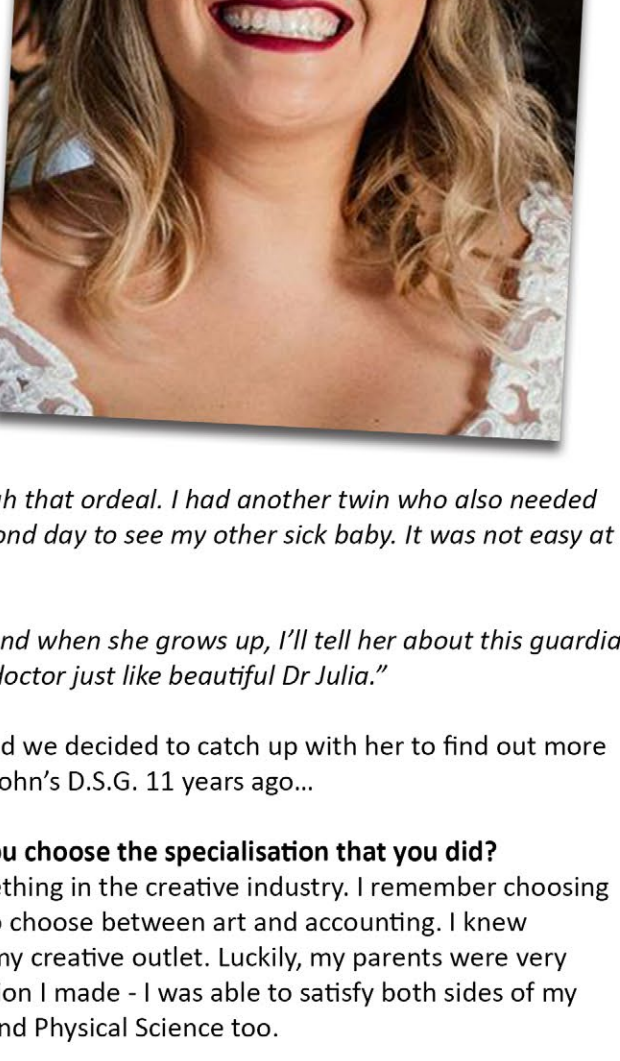 that ordeal. I had another twin who also needed
day to see my other sick baby. It was not easy at
when she grows up, I’ll tell her about this
just like beautiful Dr Julia.”
we decided to catch up with her to find out more
D.S.G. 11 years ago...
choose the specialisation that you did?
in the creative industry. I remember choosing
choose between art and accounting. I knew
my creative outlet. Luckily, my parents were very
I made - I was able to satisfy both sides of my
Physical Science too.